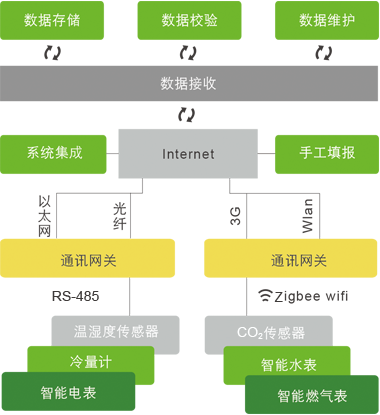 数据存储
数据校验
数据维护
数据接收
系统集成
Internet
手工填报
以太网
光纤
3G
Wlan
通讯网关
通讯网关
RS-485
Zigbee wifi
温湿度传感器
CO₂传感器
冷量计
智能水表
智能电表
智能燃气表